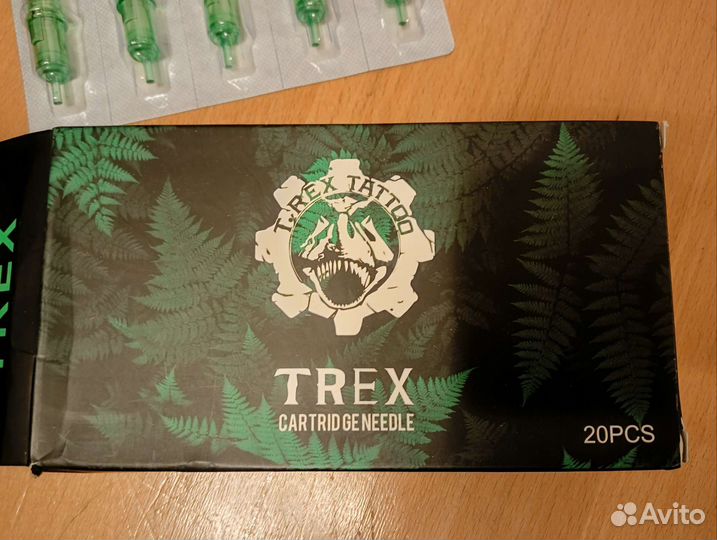 T-REX TATTOO
TREX
CARTRIDGE NEEDLE
20PCS
TREX
Avito